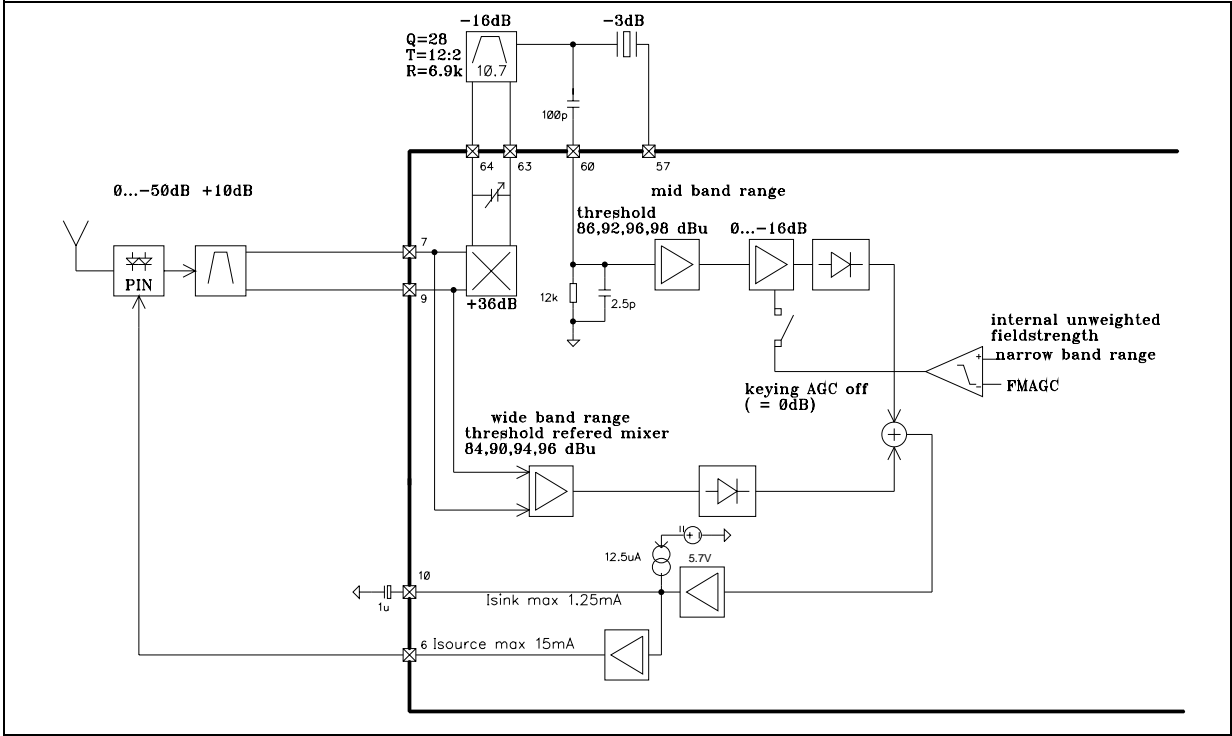 -16dB
-3dB
Q=28
T=12:2
R=6.9k
10.7
100p
64
63
60
57
0...-50dB +10dB
mid band range
threshold
86,92,96,98 dBu
0...-16dB
7
PIN
12k
2.5p
9
+36dB
internal unweighted
fieldstrength
+
narrow band range
-
FMAGC
keying AGC off
( = 0dB)
wide band range
threshold refered mixer
84,90,94,96 dBu
+
12.5uA
+
5.7V
10
1u
Isink max 1.25mA
6
Isource max 15mA